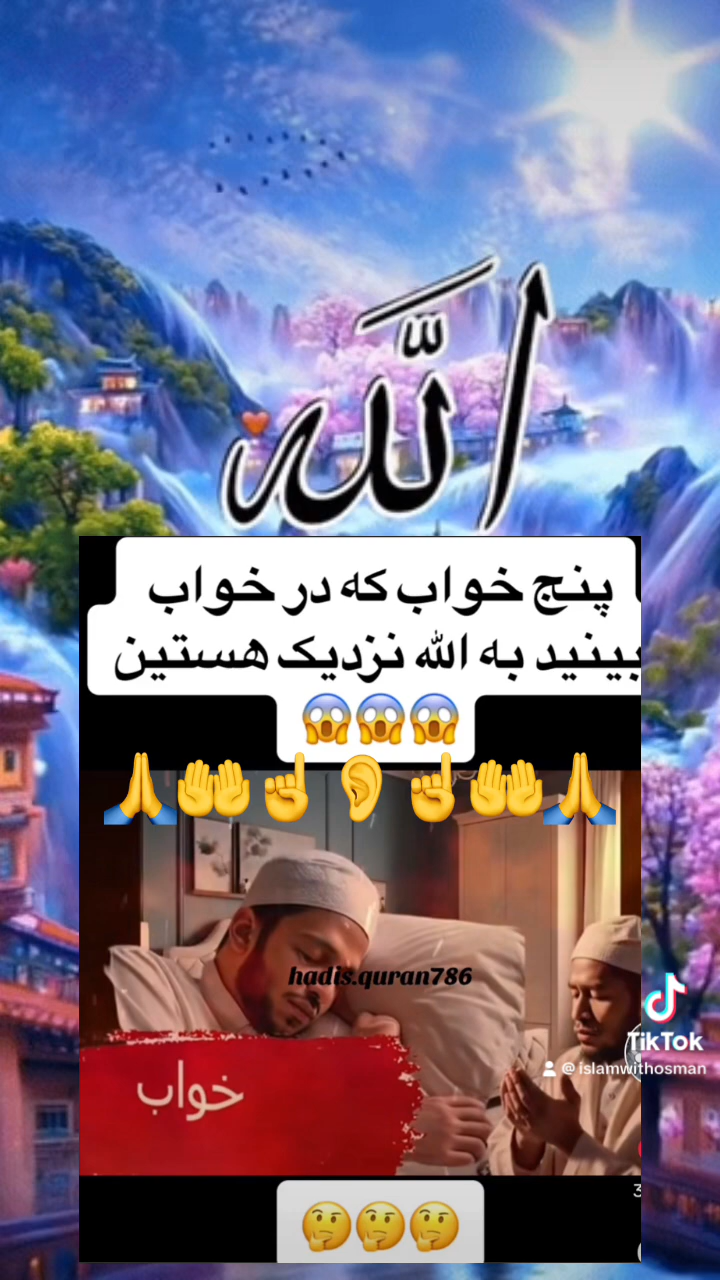 الله
پنج خواب که در خواب
ببینید به الله نزدیک هستین
hadis.quran786
خواب
TikTok
@islamwithosman